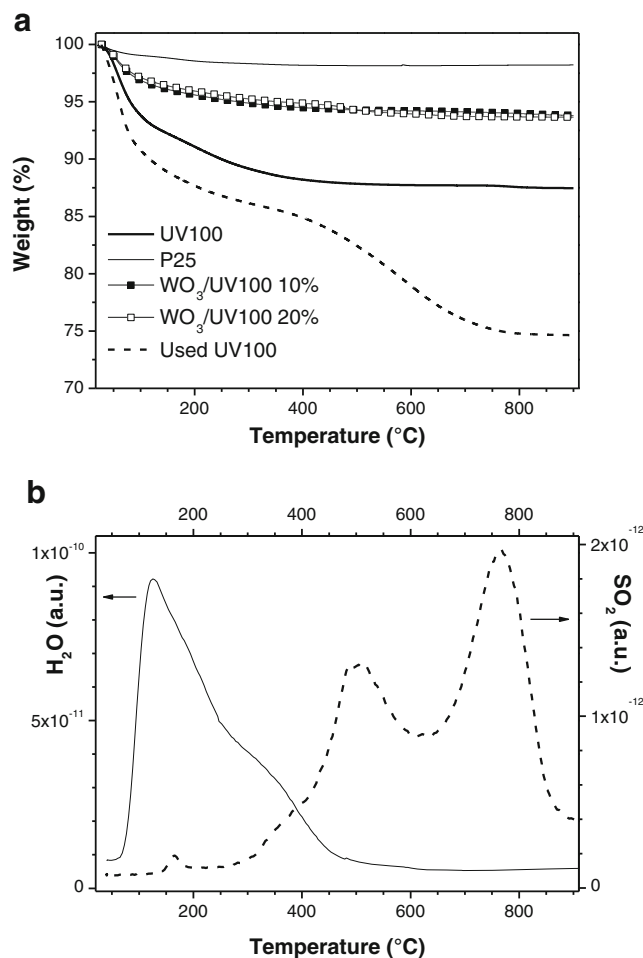 a
100
95
90
85
80
75
70
Weight (%)
UV100
P25
WO3/UV100 10%
WO3/UV100 20%
Used UV100
200 400 600 800
Temperature (°C)
b
200 400 600 800
1x10-10
5x10-11
0
H2O (a.u.)
2x10-12
1x10-12
0
SO2 (a.u.)
200 400 600 800
Temperature (°C)